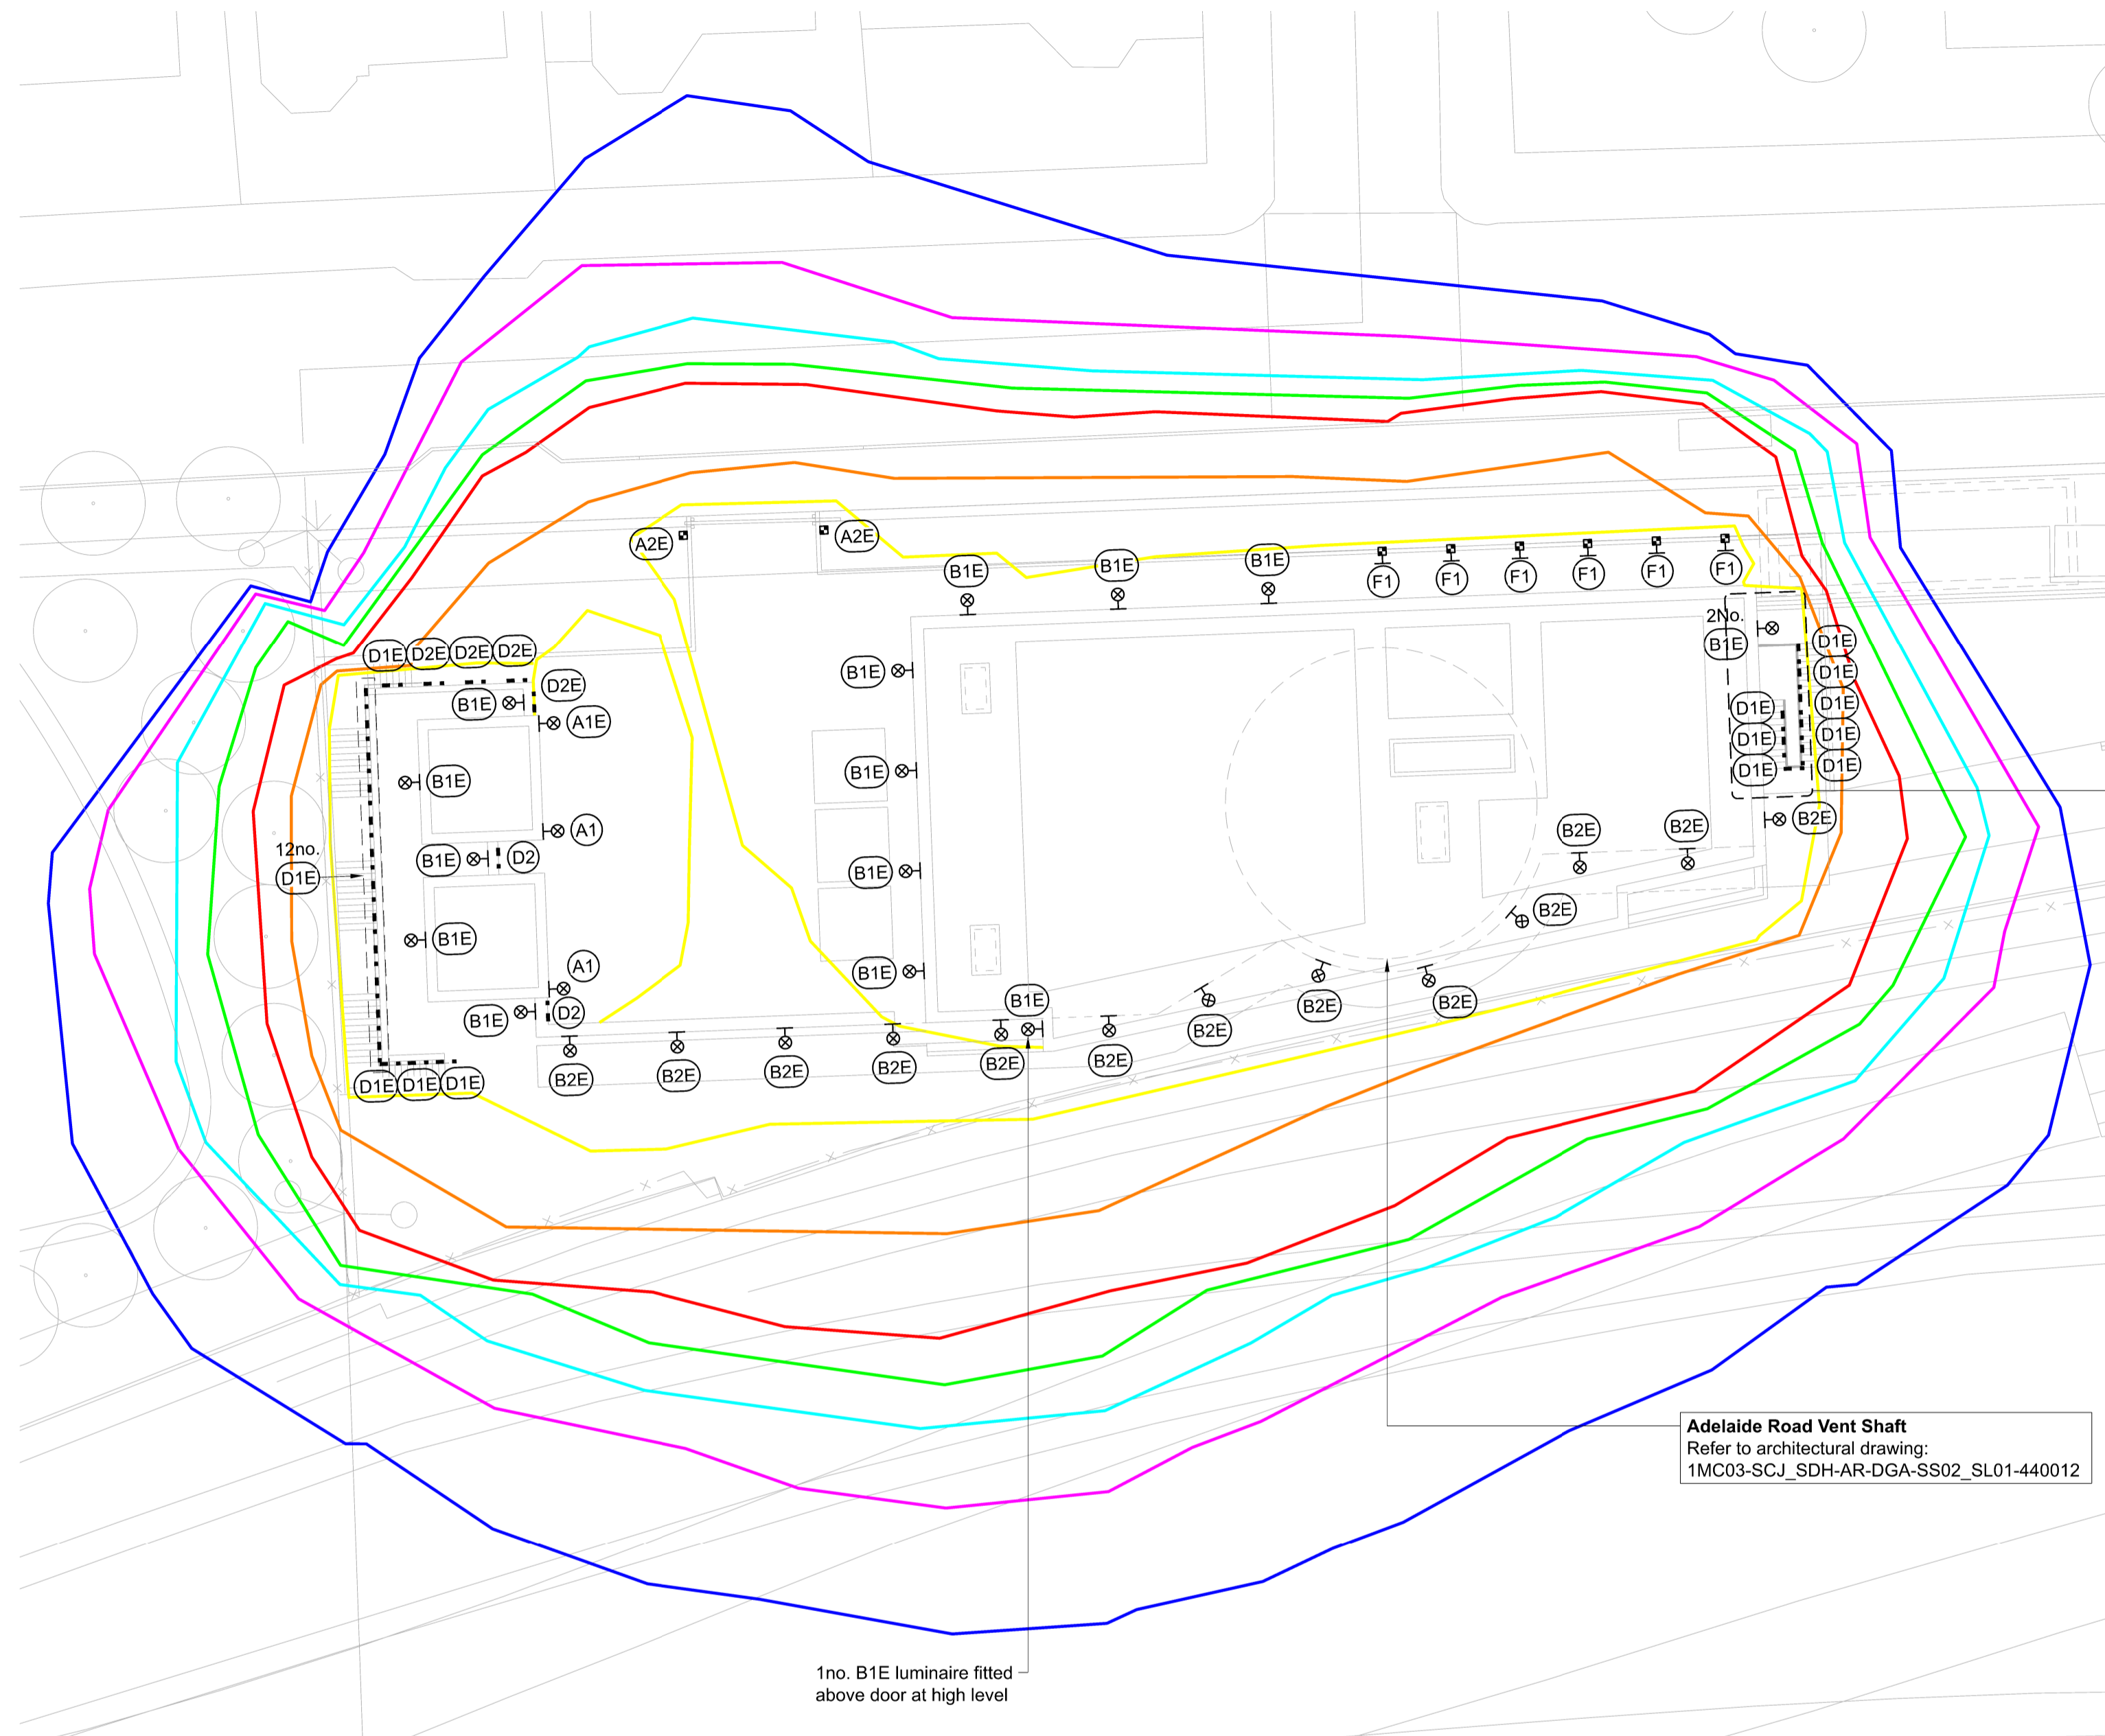 A2E
A2E
B1E
B1E
B1E
F1
F1
F1
F1
F1
F1
2No.
B1E
D1E
D2E
D2E
D2E
D1E
B1E
D2E
B1E
D1E
A1E
D1E
D1E
B1E
B1E
D1E
D1E
D1E
D1E
A1
B2E
B2E
B2E
12no.
D1E
B1E
D2
B1E
B2E
B1E
A1
B1E
B1E
B2E
B2E
B1E
D2
B2E
D1E
D1E
D1E
B2E
B2E
B2E
B2E
B2E
B2E
Adelaide Road Vent Shaft
Refer to architectural drawing:
1MC03-SCJ_SDH-AR-DGA-SS02_SL01-440012
1no. B1E luminaire fitted
above door at high level